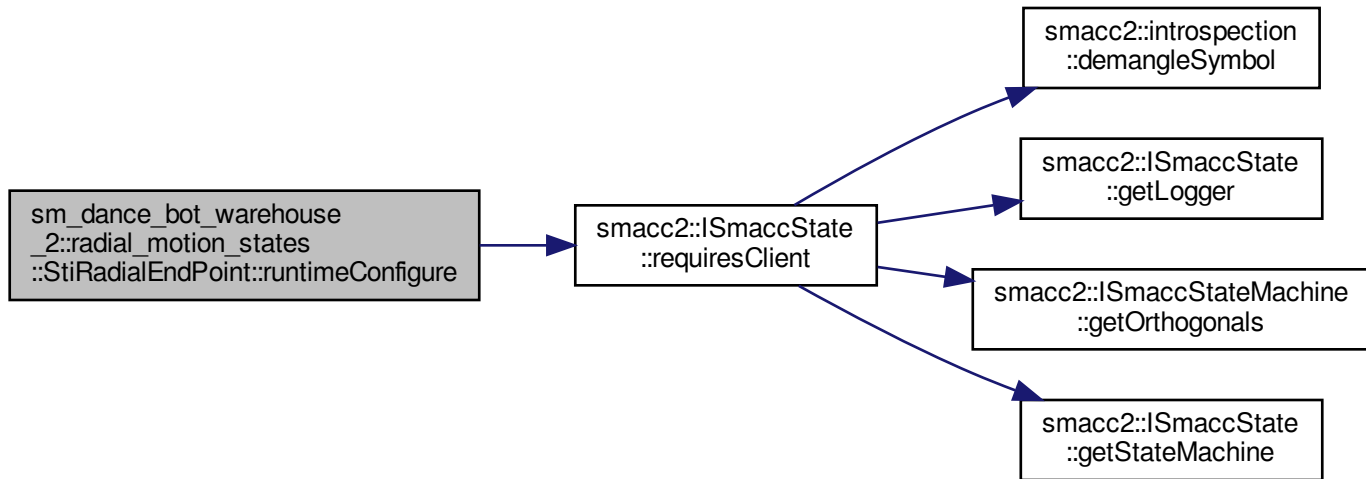 sm_dance_bot_warehouse
_2::radial_motion_states
::StiRadialEndPoint::runtimeConfigure
smacc2::ISmaccState
::requiresClient
smacc2::introspection
::demangleSymbol
smacc2::ISmaccState
::getLogger
smacc2::ISmaccStateMachine
::getOrthogonals
smacc2::ISmaccState
::getStateMachine